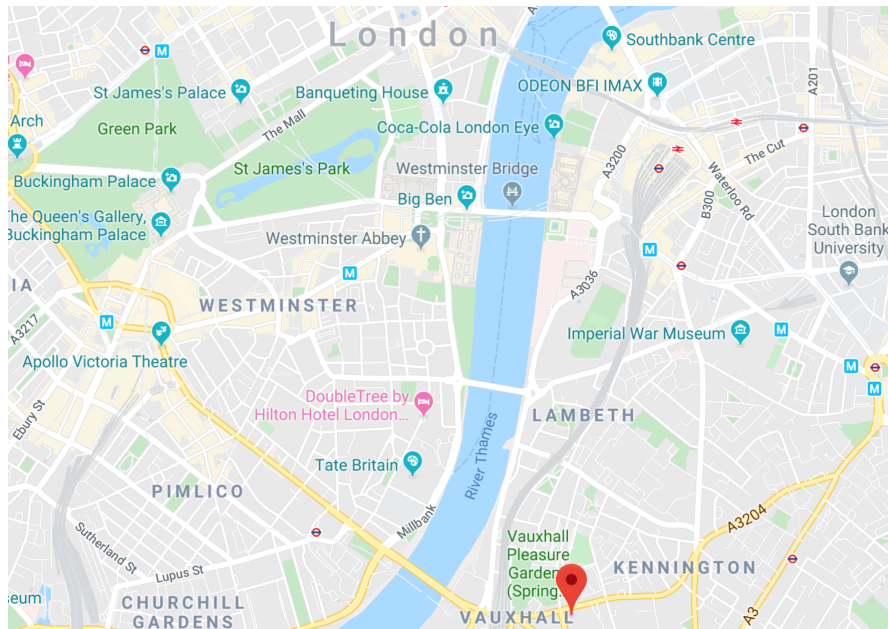 London
Southbank Centre
M
A201
St James's Palace
Banqueting House
ODEON BFI IMAX
Arch
Green Park
The Mall
Coca-Cola London Eye
A3200
The Cut
St James's Park
Westminster Bridge
Waterloo Rd
Buckingham Palace
Big Ben
B300
The Queen's Gallery,
Buckingham Palace
Westminster Abbey
London
South Bank
University
M
M
IA
A3036
WESTMINSTER
M
A3217
Apollo Victoria Theatre
Imperial War Museum
M
M
M
DoubleTree by
Hilton Hotel London...
LAMBETH
Ebury St
River Thames
Tate Britain
PIMLICO
Millbank
A3204
Sutherland St
Vauxhall
Pleasure
Garden
(Spring
Lupus St
KENNINGTON
eum
CHURCHILL
GARDENS
VAUXHALL
A3